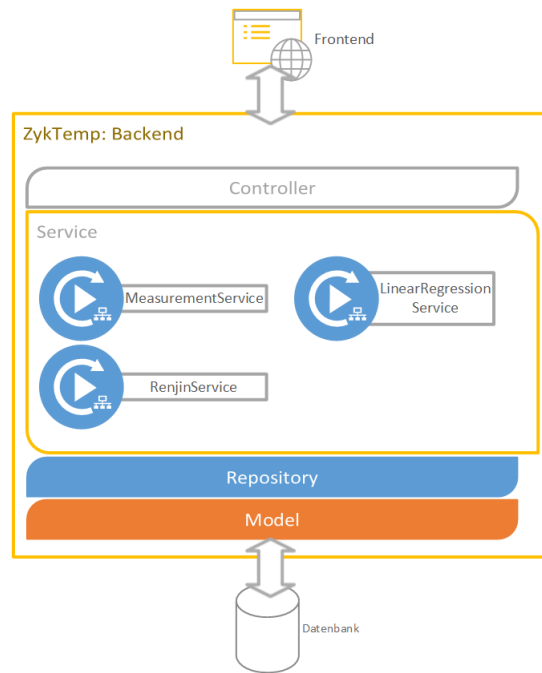 Frontend
ZykTemp: Backend
Controller
Service
MeasurementService
LinearRegression
Service
RenjinService
Repository
Model
Datenbank